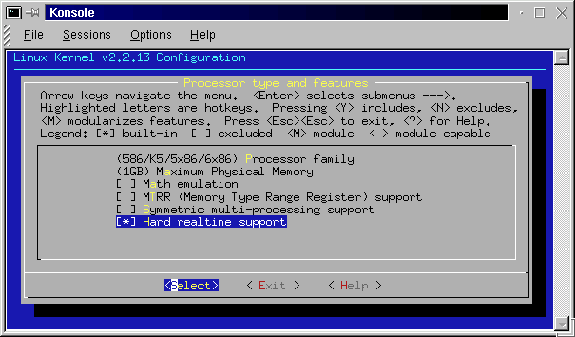 Konsole
File Sessions Options Help
Linux Kernel v2.2.13 Configuration
Processor type and features
Arrow keys navigate the menu. <Enter> selects submenus --->.
Highlighted letters are hotkeys. Pressing <Y> includes, <N> excludes,
<M> modularizes features. Press <Esc><Esc> to exit, <?> for Help.
Legend: [*] built-in [ ] excluded <M> module < > module capable
(586/K5/5x86/6x86) Processor family
(1GB) Maximum Physical Memory
[ ] Math emulation
[ ] MTRR (Memory Type Range Register) support
[ ] Symmetric multi-processing support
[*] Hard realtime support
<Select> < Exit > < Help >